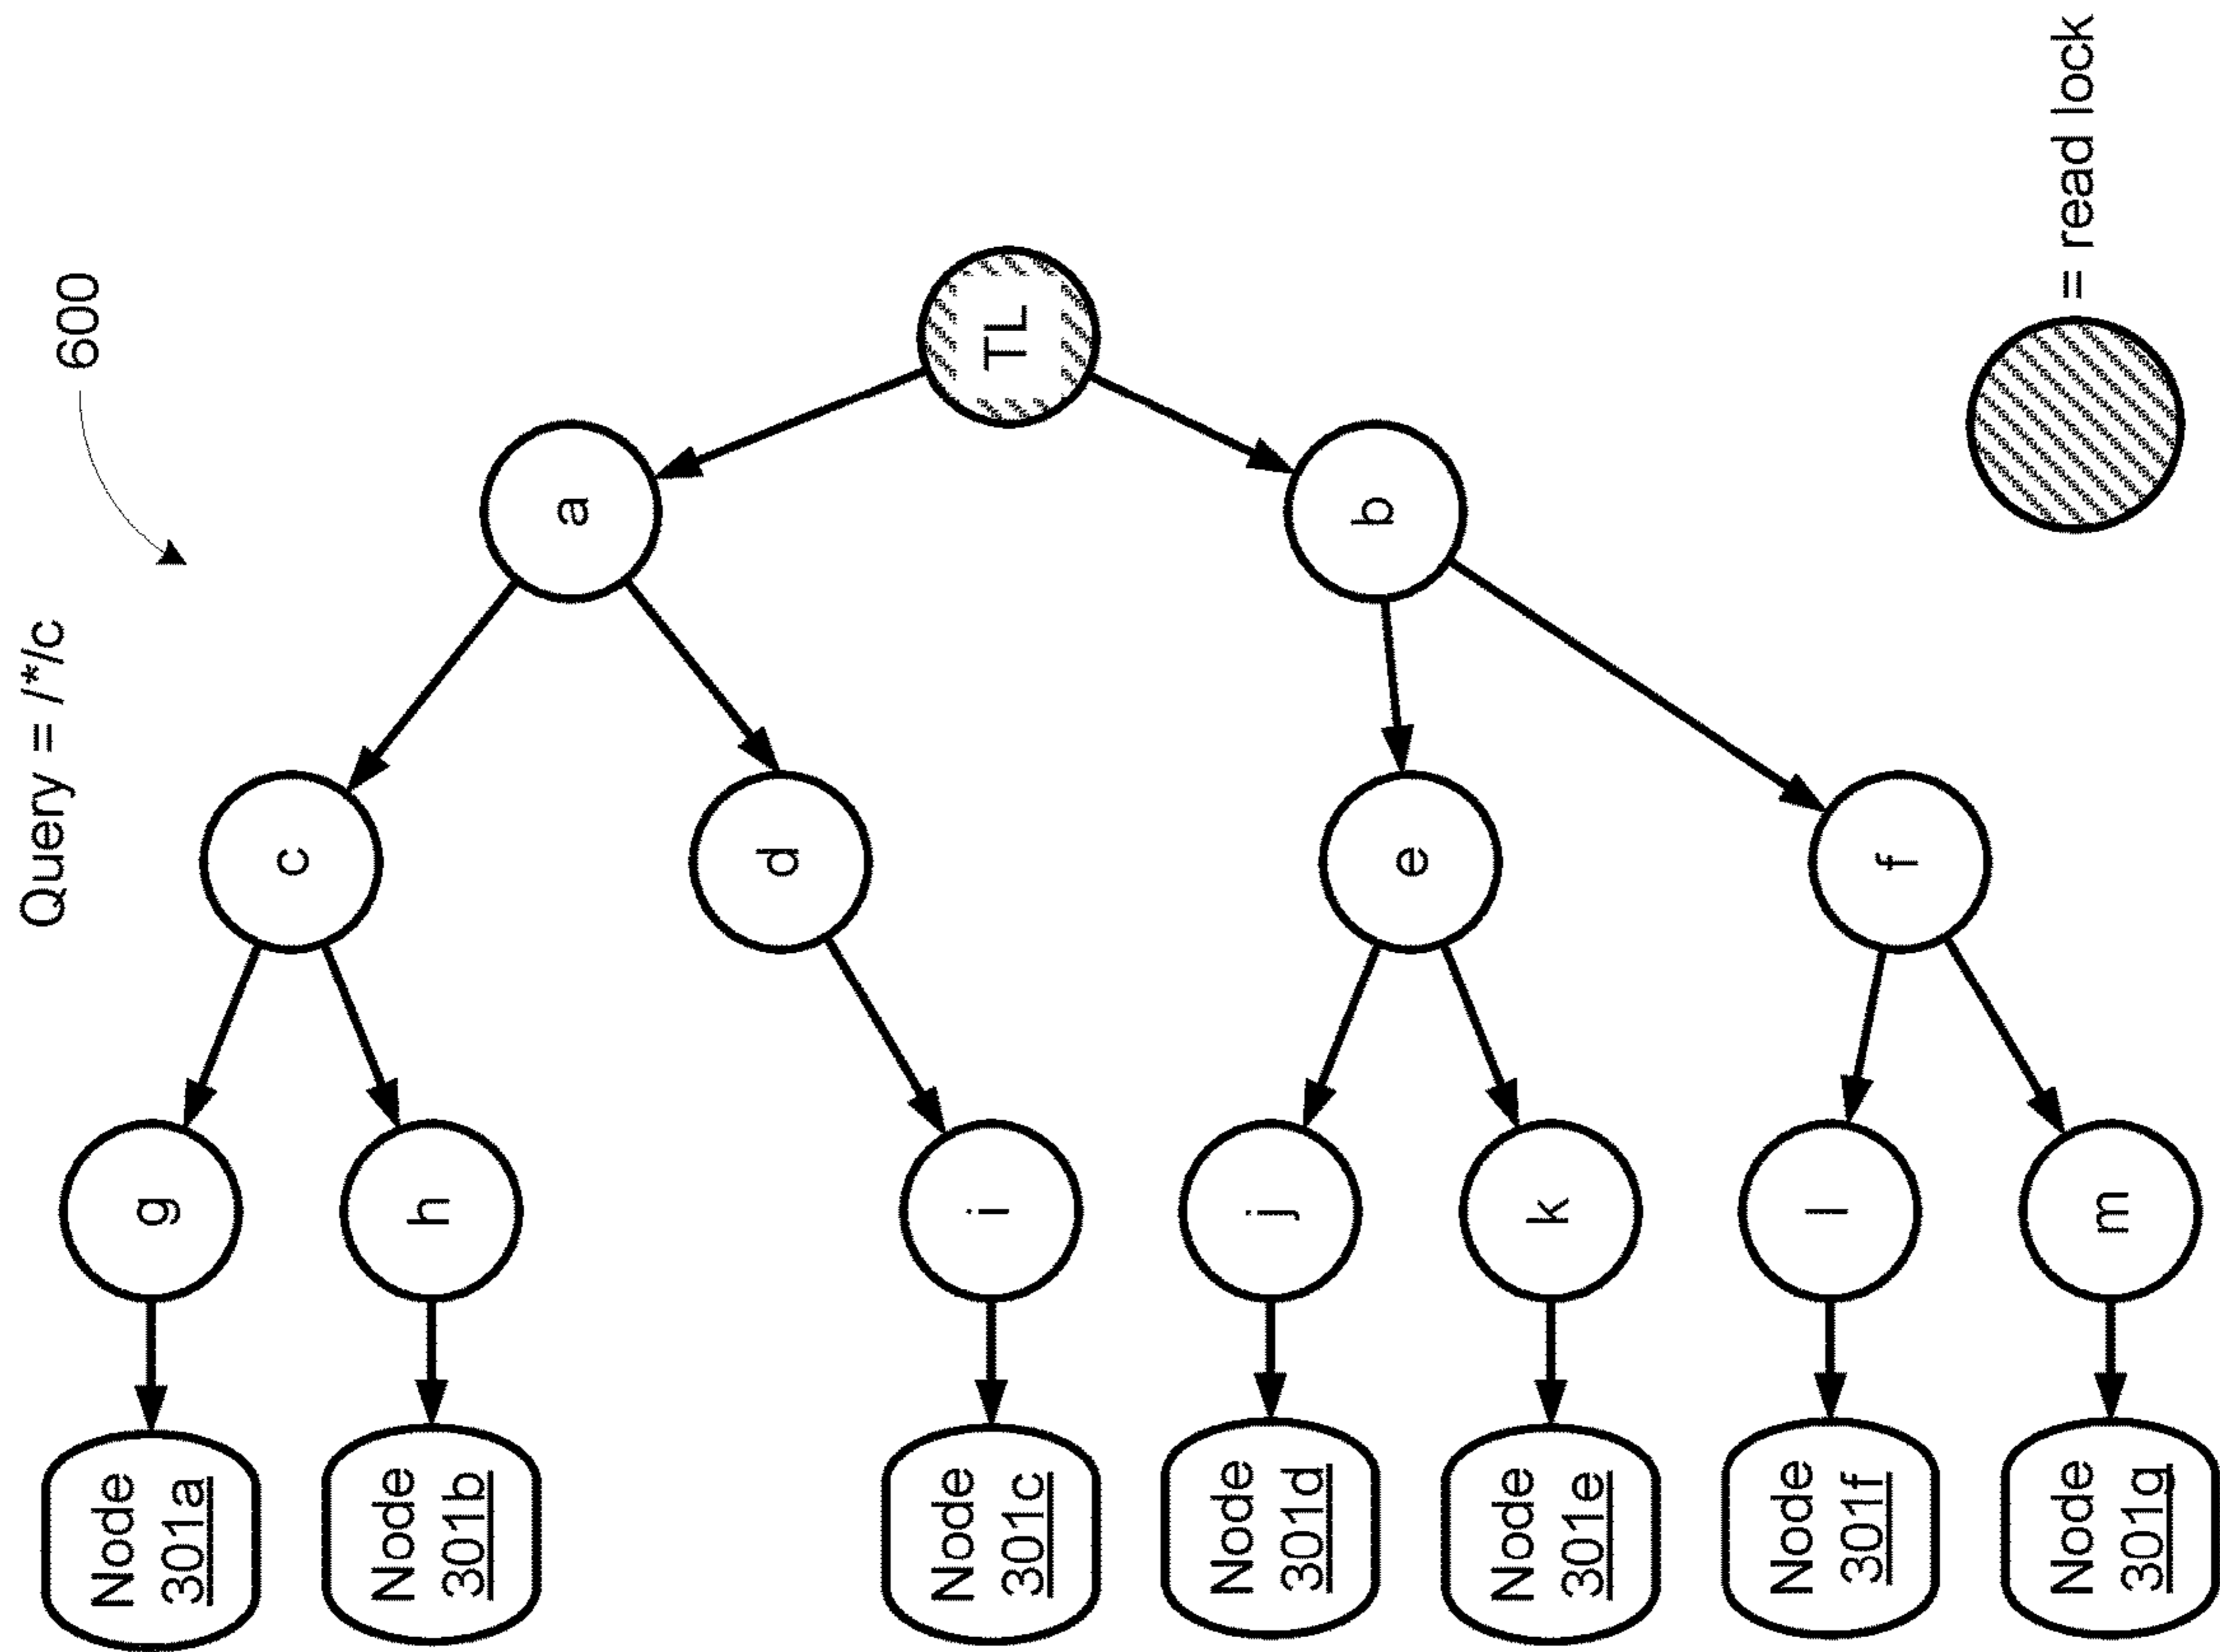 Query = /*/c
600
Node
301a
g
c
Node
301b
h
a
d
Node
301c
i
TL
Node
301d
j
b
e
Node
301e
k
Node
301f
l
f
Node
301g
m
= read lock